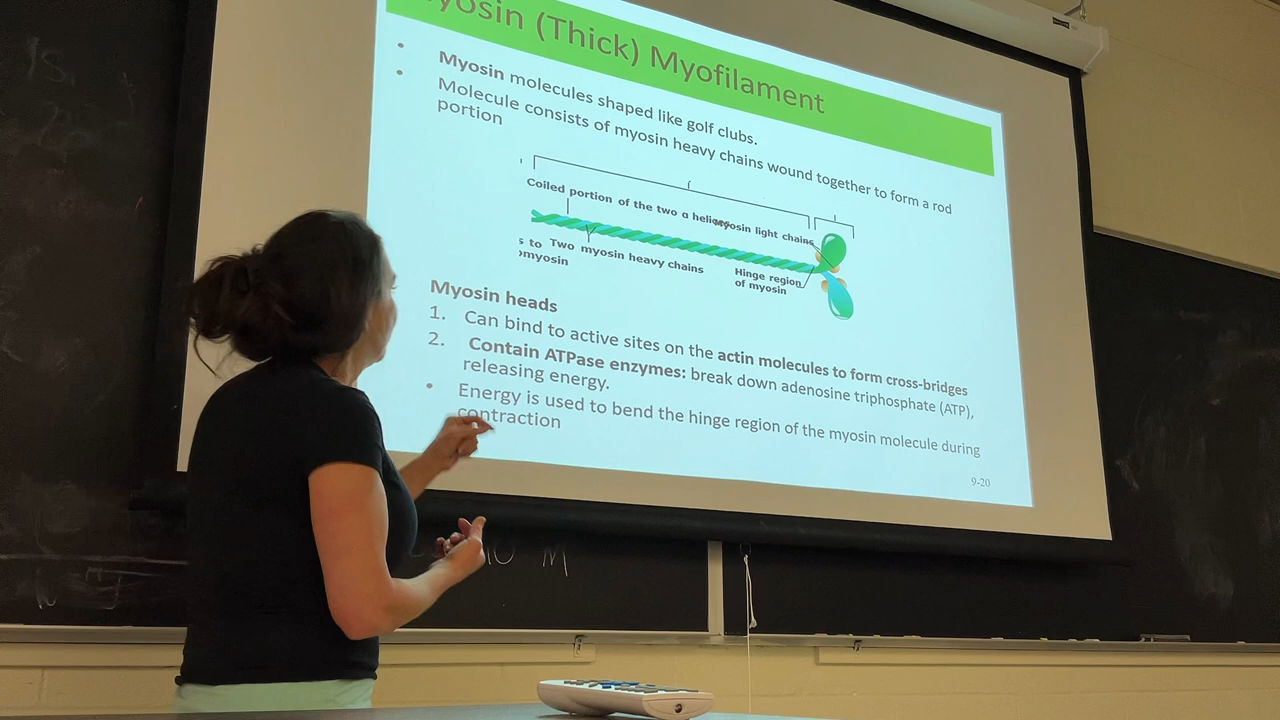 Myosin (Thick) Myofilament
• Myosin molecules shaped like golf clubs.
• Molecule consists of myosin heavy chains wound together to form a rod
portion
Coiled portion of the two α helices
Myosin light chains
s to
omyosin
Two myosin heavy chains
Hinge region
of myosin
Myosin heads
1. Can bind to active sites on the actin molecules to form cross-bridges
2. Contain ATPase enzymes: break down adenosine triphosphate (ATP),
releasing energy.
• Energy is used to bend the hinge region of the myosin molecule during
contraction
9-20
M